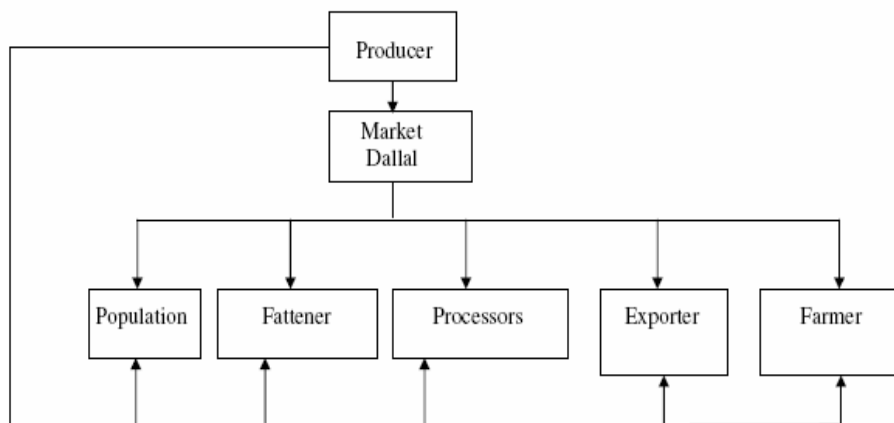 Producer
Market
Dallal
Population
Fattener
Processors
Exporter
Farmer